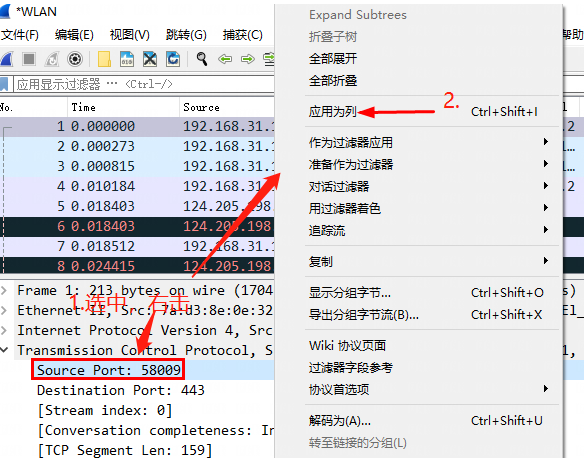 *WLAN
文件(F) 编辑(E) 视图(V) 跳转(G) 捕获(C)
应用显示过滤器 … <Ctrl-/>
No. Time Source
1 0.000000 192.168.31.1 .2
2 0.000273 192.168.31.1
3 0.000815 192.168.31.1
4 0.010184 192.168.31.1 .2
5 0.018403 124.205.198
6 0.018403 124.205.198
7 0.018512 192.168.31.1
8 0.024415 124.205.198
Expand Subtrees
折叠子树
全部展开
全部折叠
应用为列 2. Ctrl+Shift+I
作为过滤器应用
准备作为过滤器
对话过滤器
用过滤器着色
追踪流
复制
显示分组字节... Ctrl+Shift+O
导出分组字节流(B)... Ctrl+Shift+X
Wiki 协议页面
过滤器字段参考
协议首选项
解码为(A)... Ctrl+Shift+U
转至链接的分组(L)
1.选中，右击
Frame 1: 213 bytes on wire (1704
Ethernet II, Src: 7a:d3:8e:0e:32 El_
Internet Protocol Version 4, Src
Transmission Control Protocol, S
Source Port: 58009
Destination Port: 443
[Stream index: 0]
[Conversation completeness: In
[TCP Segment Len: 159]